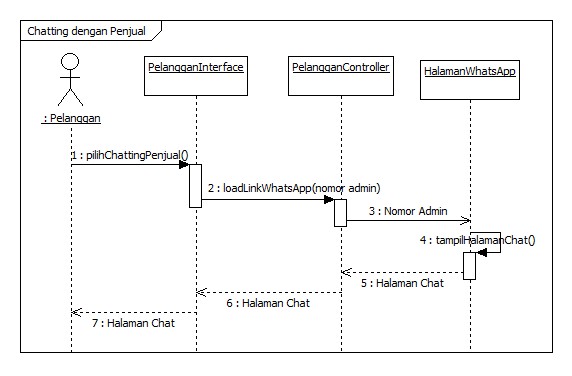 Chatting dengan Penjual
PelangganInterface
PelangganController
HalamanWhatsApp
: Pelanggan
1 : pilihChattingPenjual()
2 : loadLinkWhatsApp(nomor admin)
3 : Nomor Admin
4 : tampilHalamanChat()
5 : Halaman Chat
6 : Halaman Chat
7 : Halaman Chat